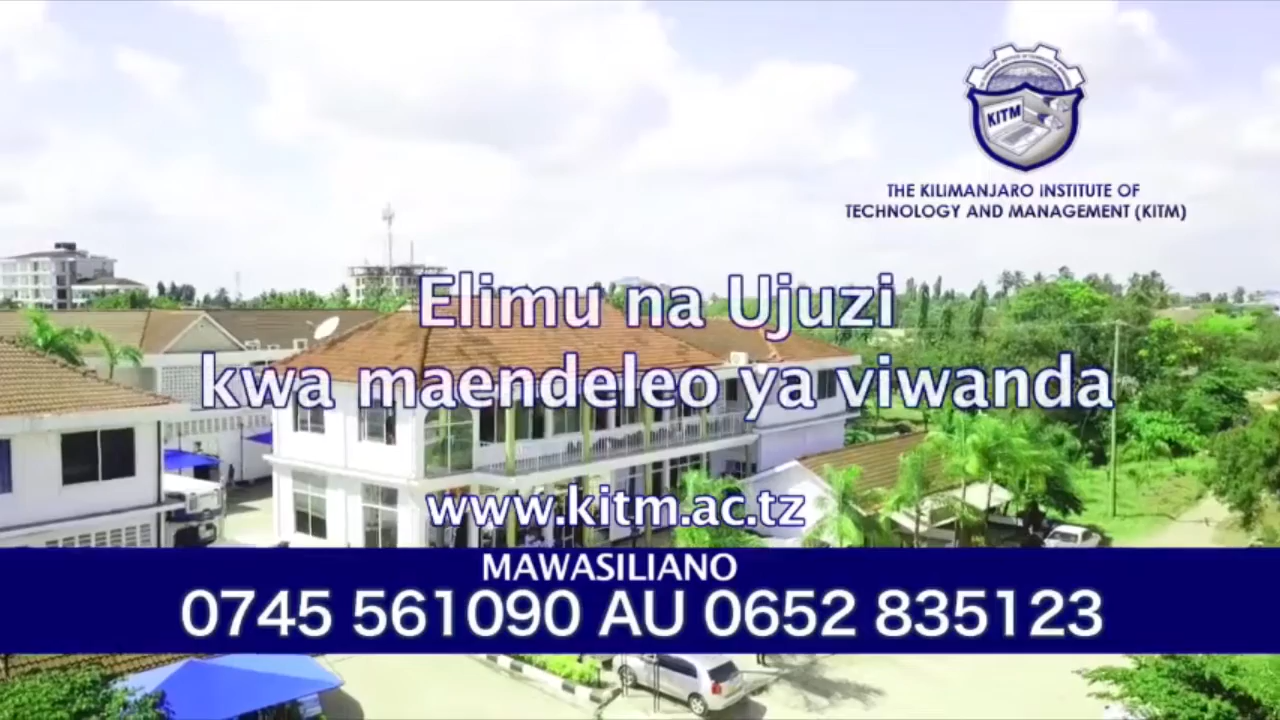 KITM
THE KILIMANJARO INSTITUTE OF
TECHNOLOGY AND MANAGEMENT (KITM)
Elimu na Ujuzi
kwa maendeleo ya viwanda
www.kitm.ac.tz
MAWASILIANO
0745 561090 AU 0652 835123